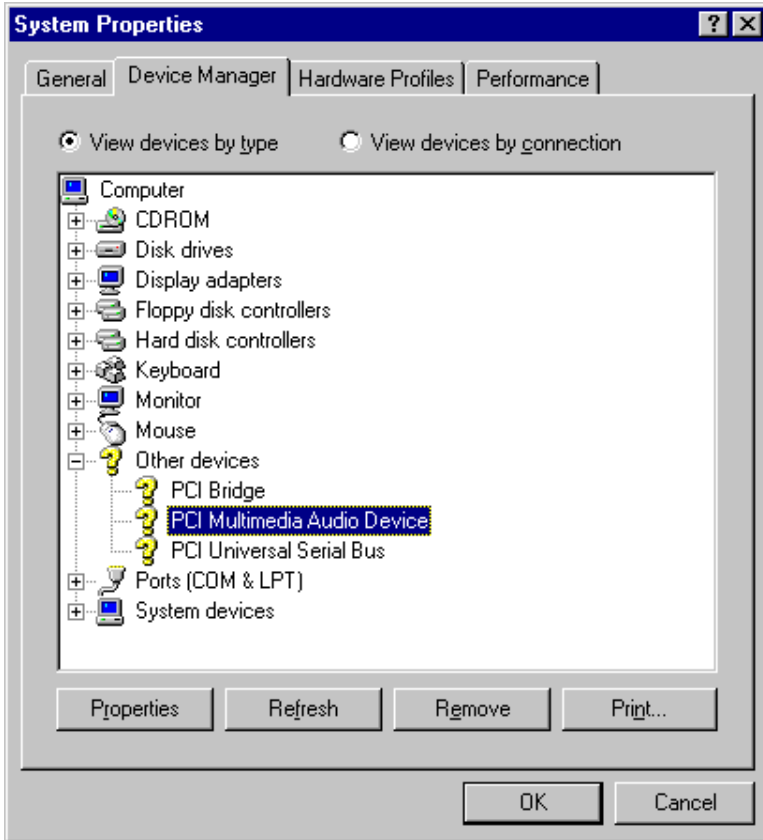 System Properties
General Device Manager Hardware Profiles Performance
View devices by type View devices by connection
Computer
CDROM
Disk drives
Display adapters
Floppy disk controllers
Hard disk controllers
Keyboard
Monitor
Mouse
Other devices
PCI Bridge
PCI Multimedia Audio Device
PCI Universal Serial Bus
Ports (COM & LPT)
System devices
Properties Refresh Remove Print...
OK Cancel